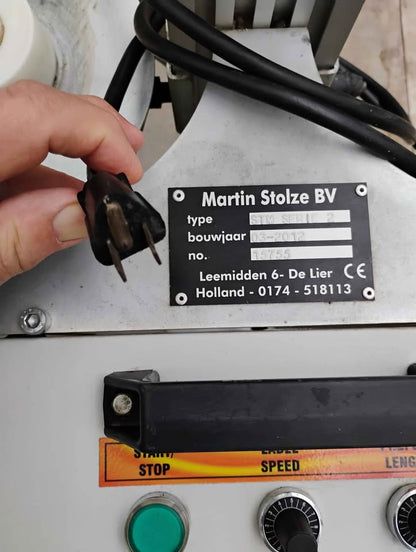 Martin Stolze BV
type STM SERIE 2
bouwjaar 03-2012
no. 15755
Leemidden 6- De Lier CE
Holland - 0174 - 518113
START/ LABEL
STOP SPEED LENG